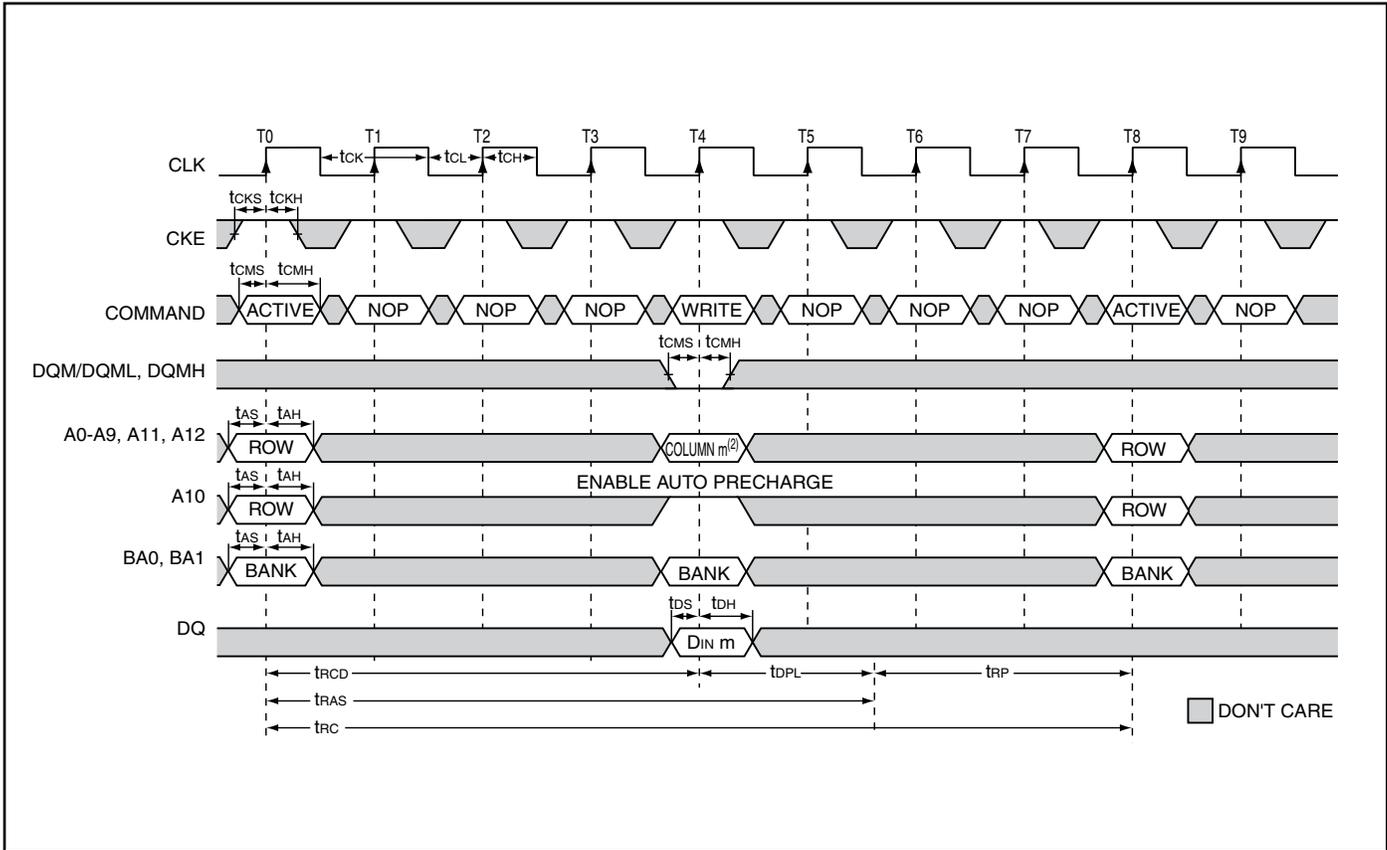 T0 T1 T2 T3 T4 T5 T6 T7 T8 T9
CLK tCK tCL tCH
tCKS tCKH
CKE
tCMS tCMH
COMMAND ACTIVE NOP NOP NOP WRITE NOP NOP NOP ACTIVE NOP
tCMS tCMH
DQM/DQML, DQMH
tAS tAH
A0-A9, A11, A12 ROW COLUMN m(2) ROW
tAS tAH ENABLE AUTO PRECHARGE
A10 ROW ROW
tAS tAH
BA0, BA1 BANK BANK BANK
tDS tDH
DQ DIN m
tRCD tDPL tRP
tRAS
DON'T CARE
tRC